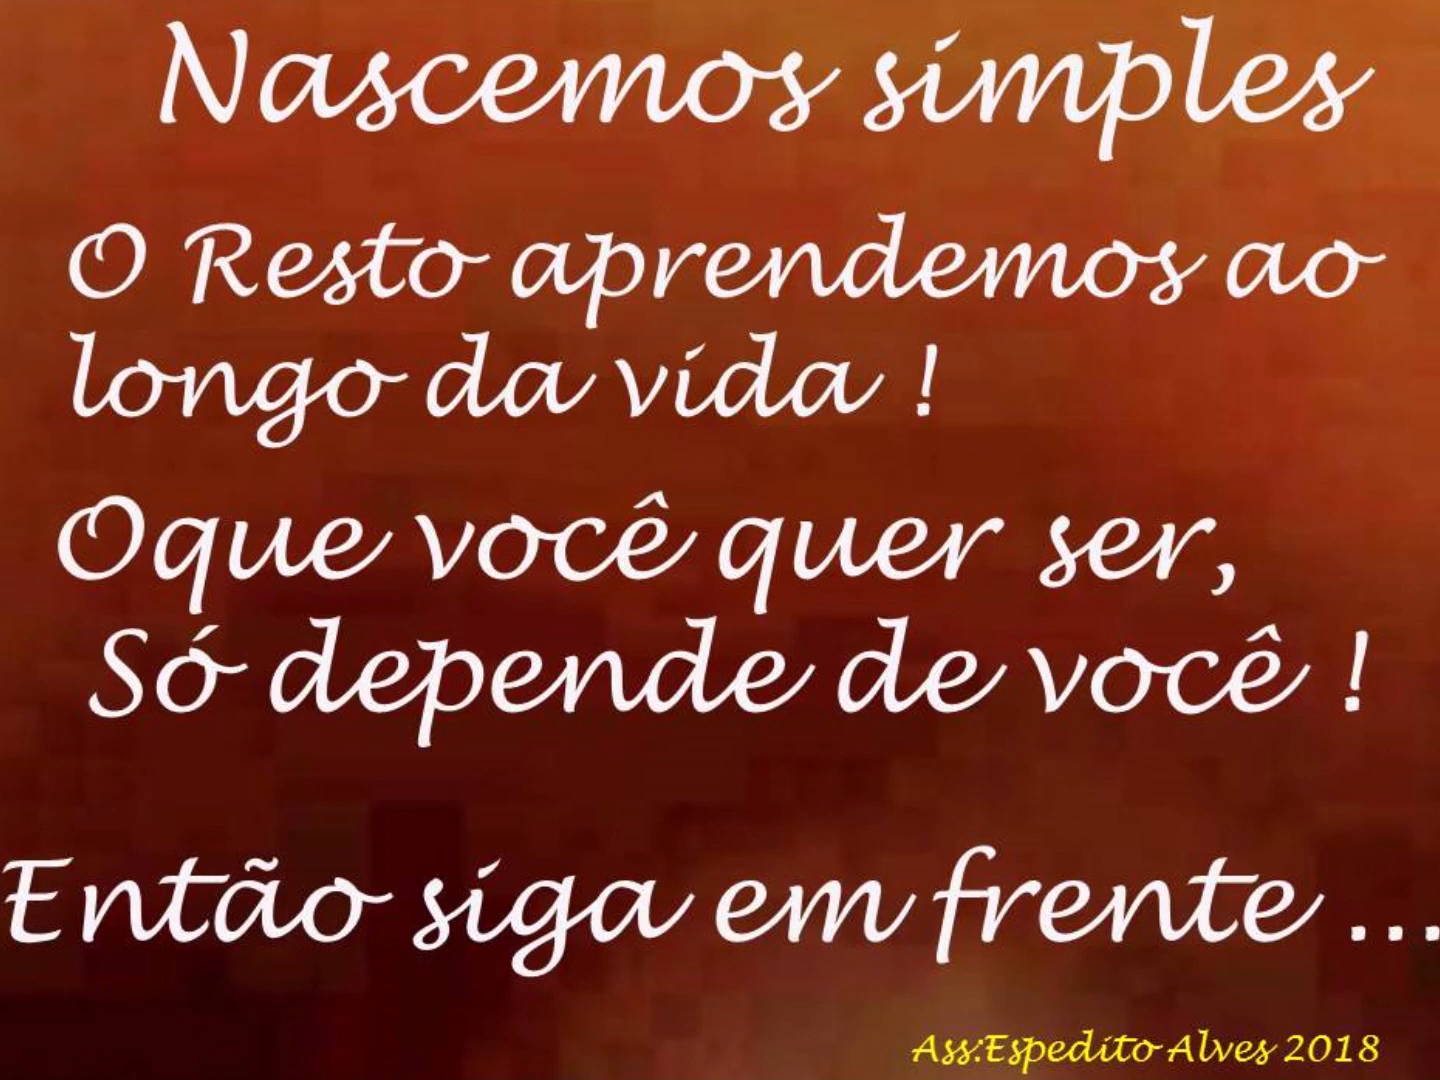 Nascemos simples
O Resto aprendemos ao
longo da vida !
Oque você quer ser,
Só depende de você !
Então siga em frente ...
Ass:Espedito Alves 2018